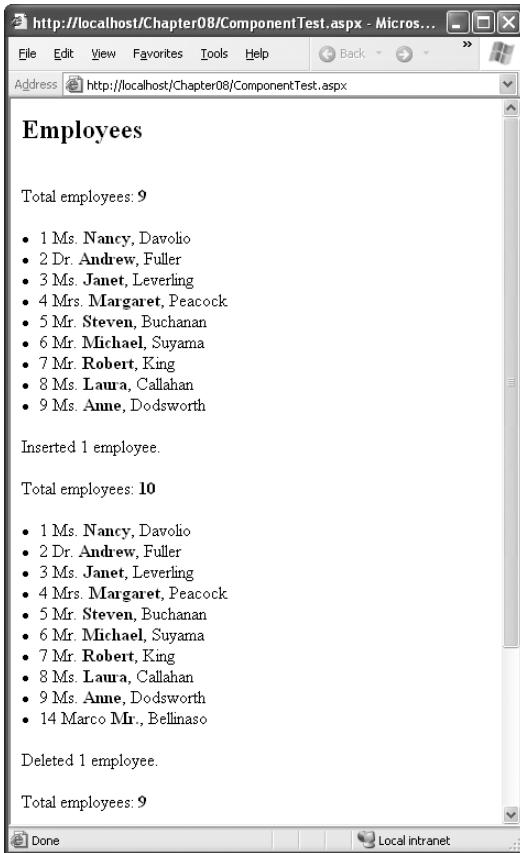 http://localhost/Chapter08/ComponentTest.aspx - Micros...
File Edit View Favorites Tools Help Back »
Address http://localhost/Chapter08/ComponentTest.aspx
Employees
Total employees: 9
• 1 Ms. Nancy, Davolio
• 2 Dr. Andrew, Fuller
• 3 Ms. Janet, Leverling
• 4 Mrs. Margaret, Peacock
• 5 Mr. Steven, Buchanan
• 6 Mr. Michael, Suyama
• 7 Mr. Robert, King
• 8 Ms. Laura, Callahan
• 9 Ms. Anne, Dodsworth
Inserted 1 employee.
Total employees: 10
• 1 Ms. Nancy, Davolio
• 2 Dr. Andrew, Fuller
• 3 Ms. Janet, Leverling
• 4 Mrs. Margaret, Peacock
• 5 Mr. Steven, Buchanan
• 6 Mr. Michael, Suyama
• 7 Mr. Robert, King
• 8 Ms. Laura, Callahan
• 9 Ms. Anne, Dodsworth
• 14 Marco Mr., Bellinaso
Deleted 1 employee.
Total employees: 9
Done Local intranet